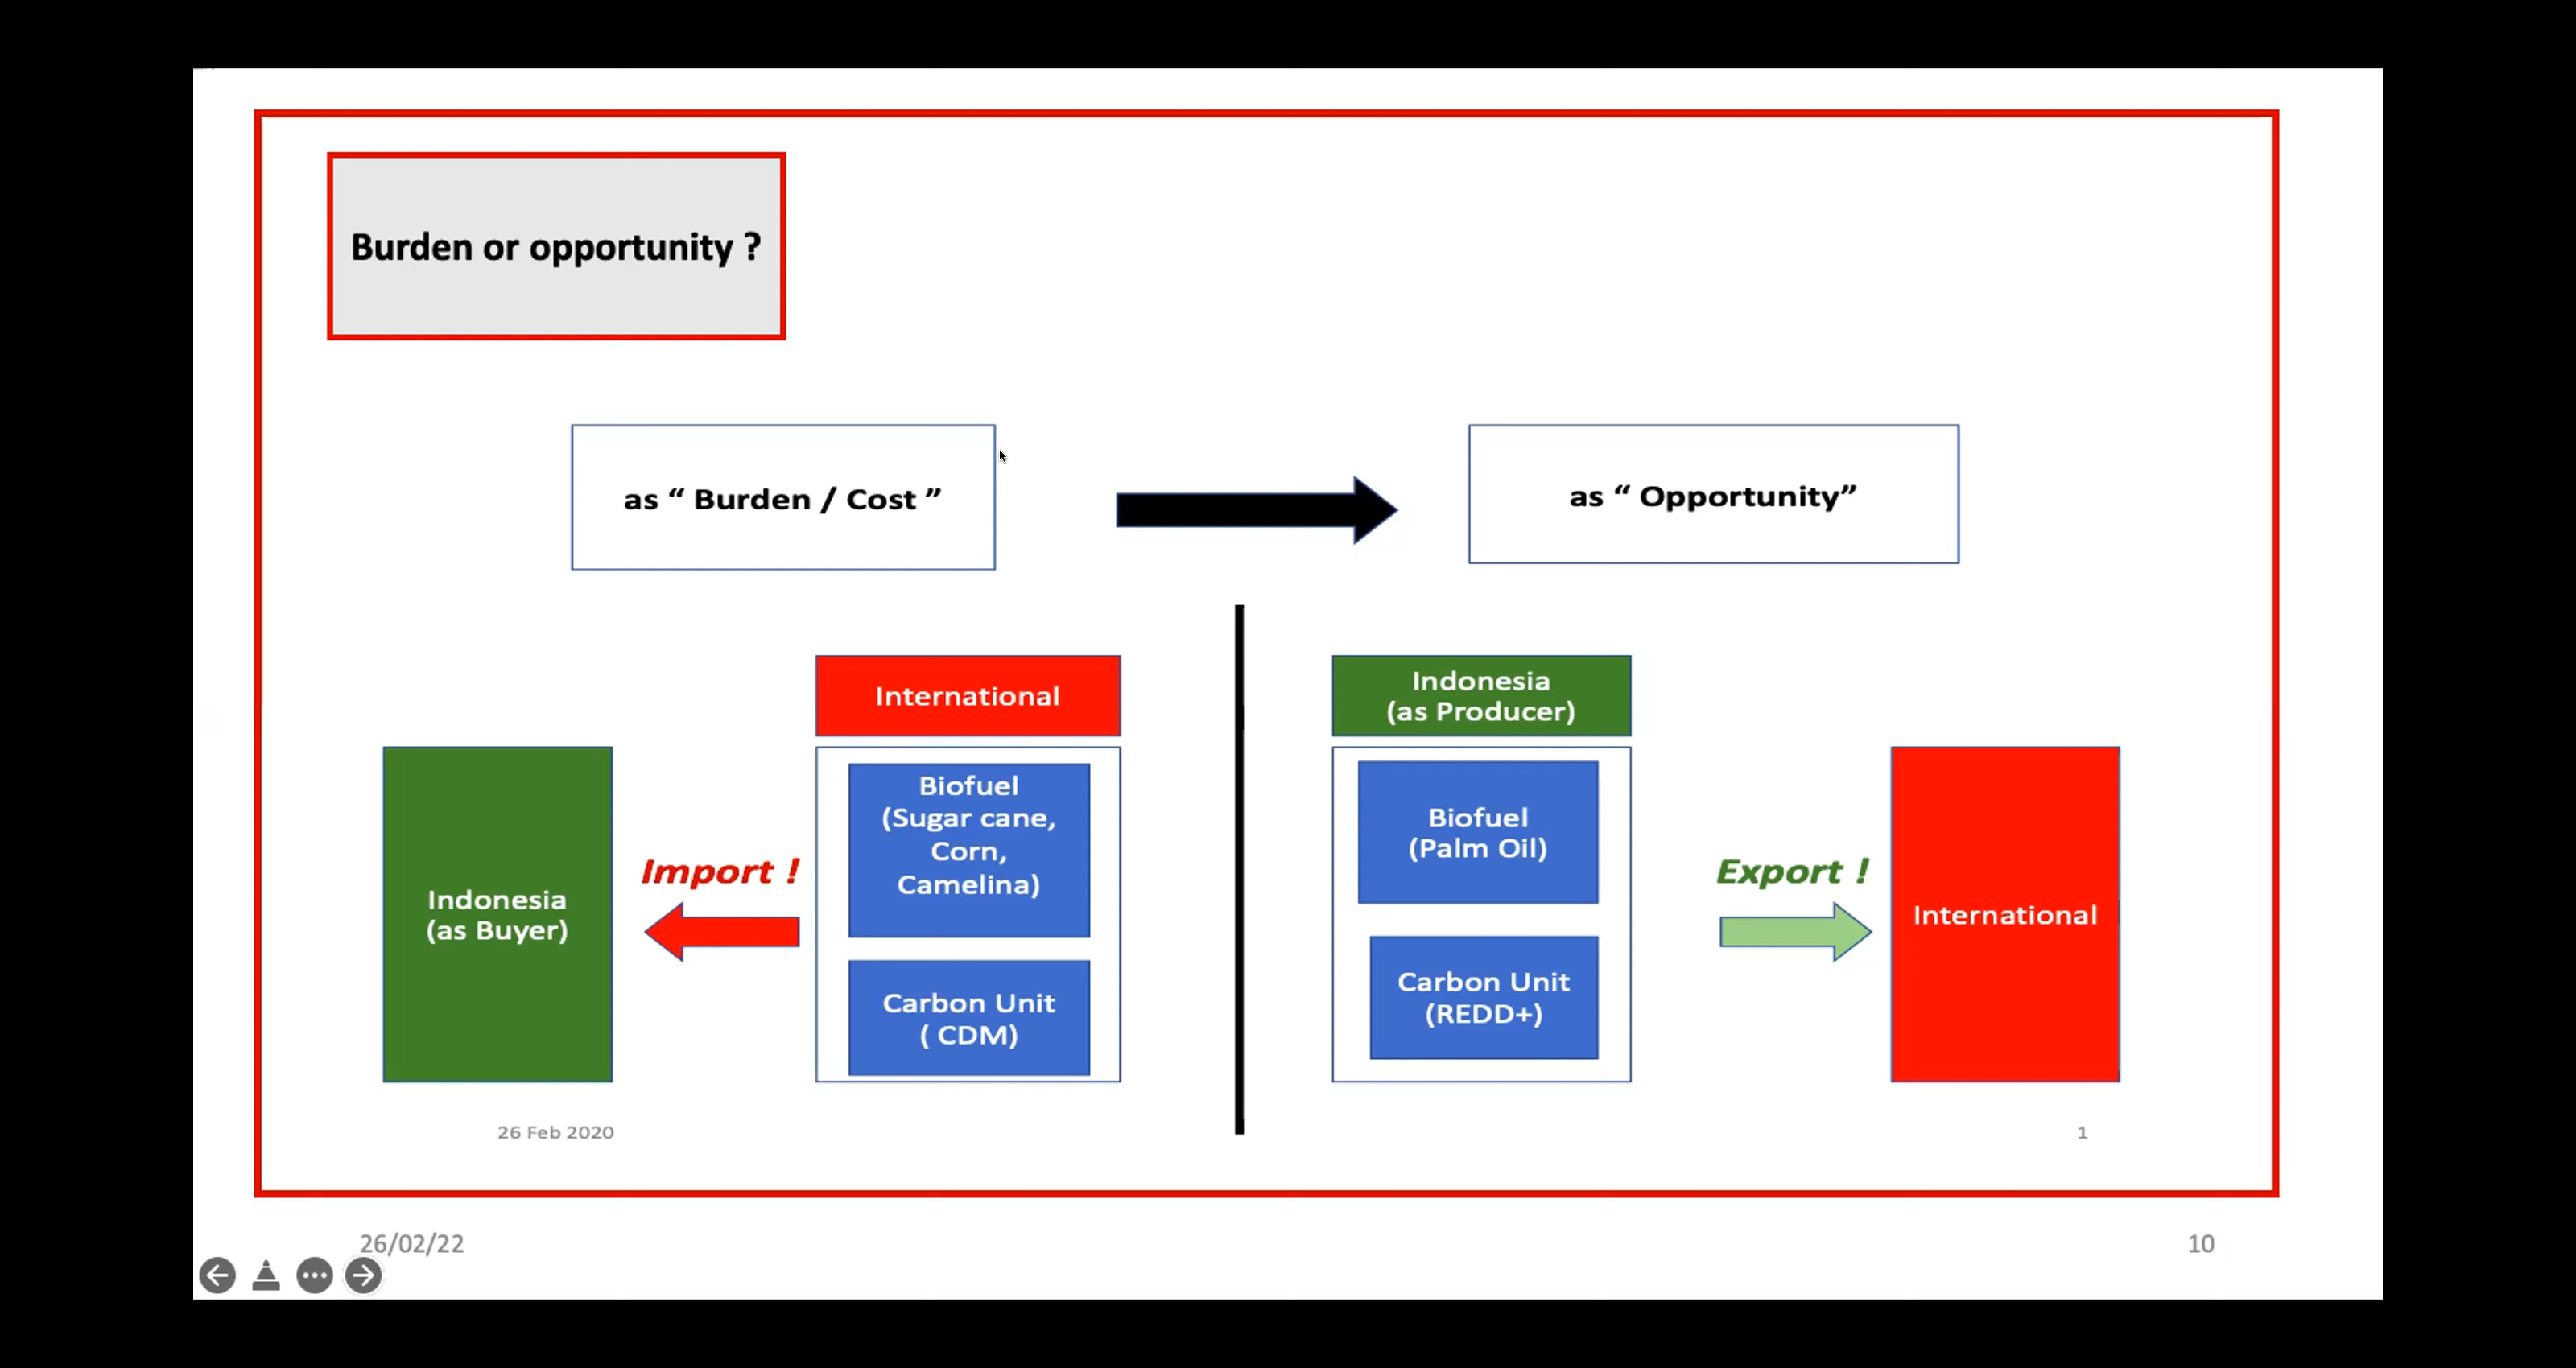 Burden or opportunity ?
as “ Burden / Cost ”
as “ Opportunity”
International
Indonesia
(as Producer)
Indonesia
(as Buyer)
Import !
Biofuel
(Sugar cane,
Corn,
Camelina)
Carbon Unit
( CDM)
Biofuel
(Palm Oil)
Carbon Unit
(REDD+)
Export !
International
26 Feb 2020
1
26/02/22
10